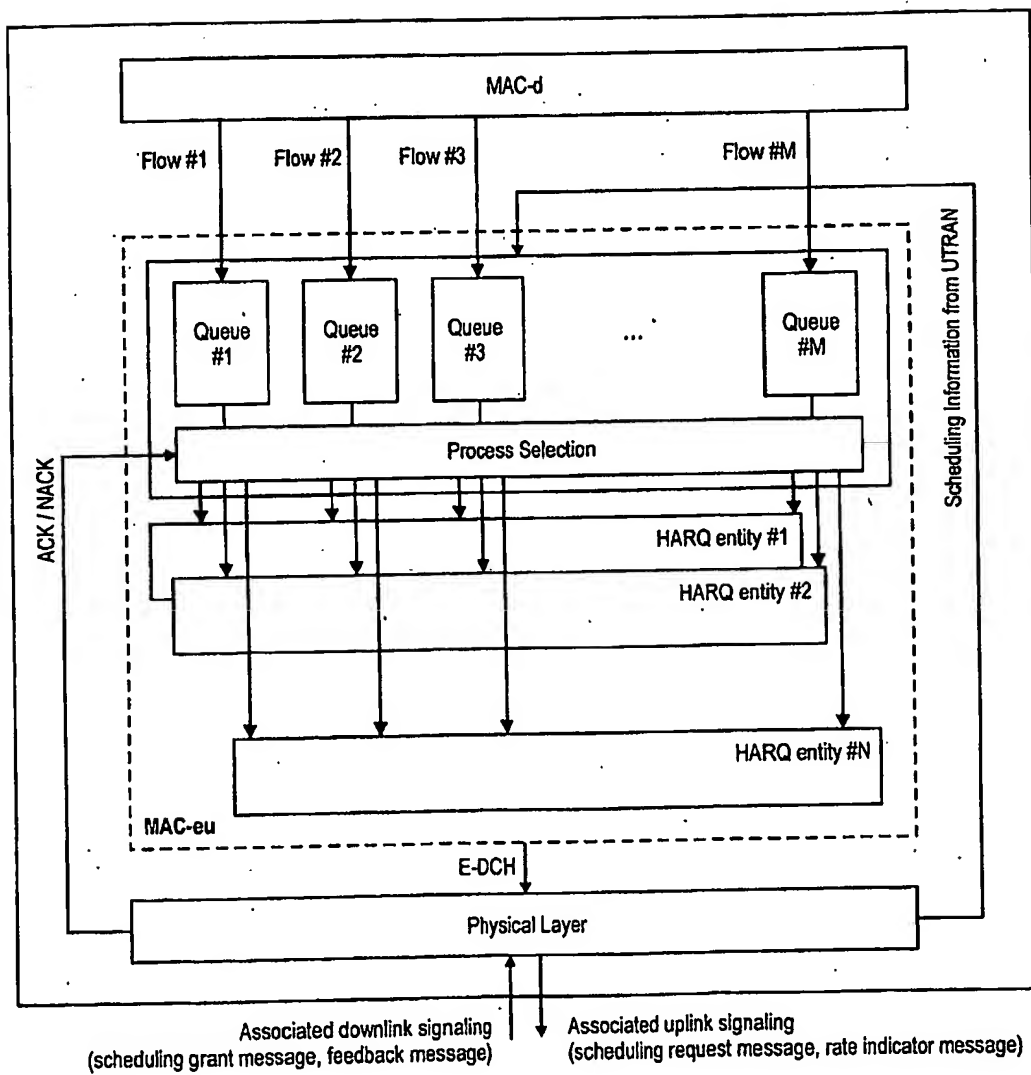 MAC-d
Flow #1
Flow #2
Flow #3
Flow #M
Scheduling Information from UTRAN
Queue
#1
Queue
#2
Queue
#3
...
Queue
#M
Process Selection
ACK / NACK
HARQ entity #1
HARQ entity #2
HARQ entity #N
MAC-eu
E-DCH
Physical Layer
Associated downlink signaling
(scheduling grant message, feedback message)
Associated uplink signaling
(scheduling request message, rate indicator message)